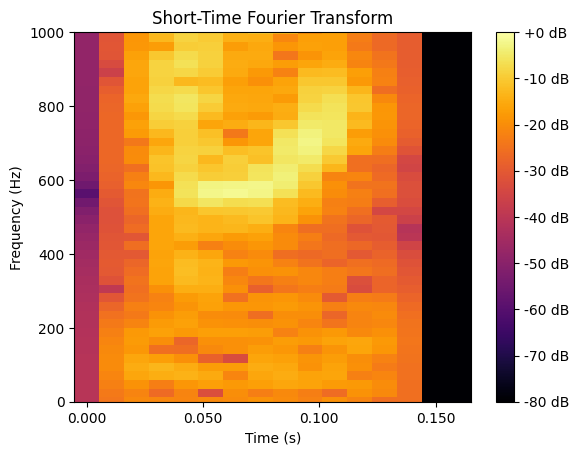 Short-Time Fourier Transform
1000
800
600
400
200
0
Frequency (Hz)
0.000
0.050
0.100
0.150
Time (s)
+0 dB
-10 dB
-20 dB
-30 dB
-40 dB
-50 dB
-60 dB
-70 dB
-80 dB